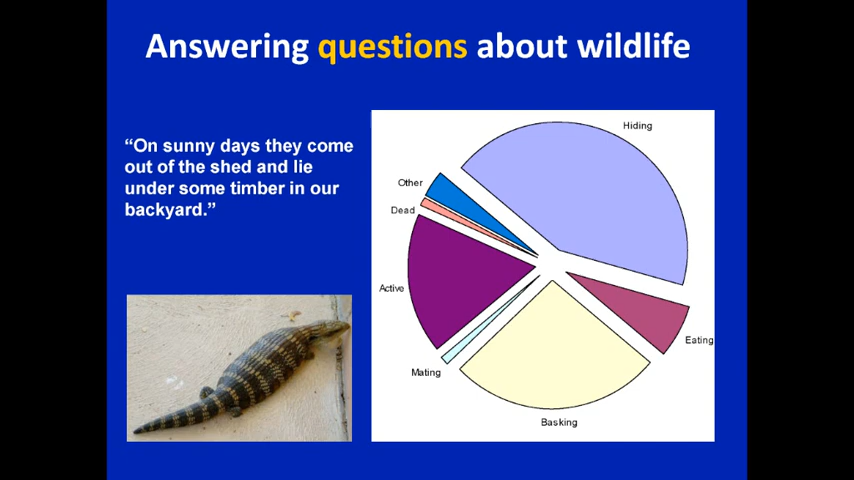 Answering questions about wildlife
“On sunny days they come
out of the shed and lie
under some timber in our
backyard.”
Hiding
Other
Dead
Active
Eating
Mating
Basking